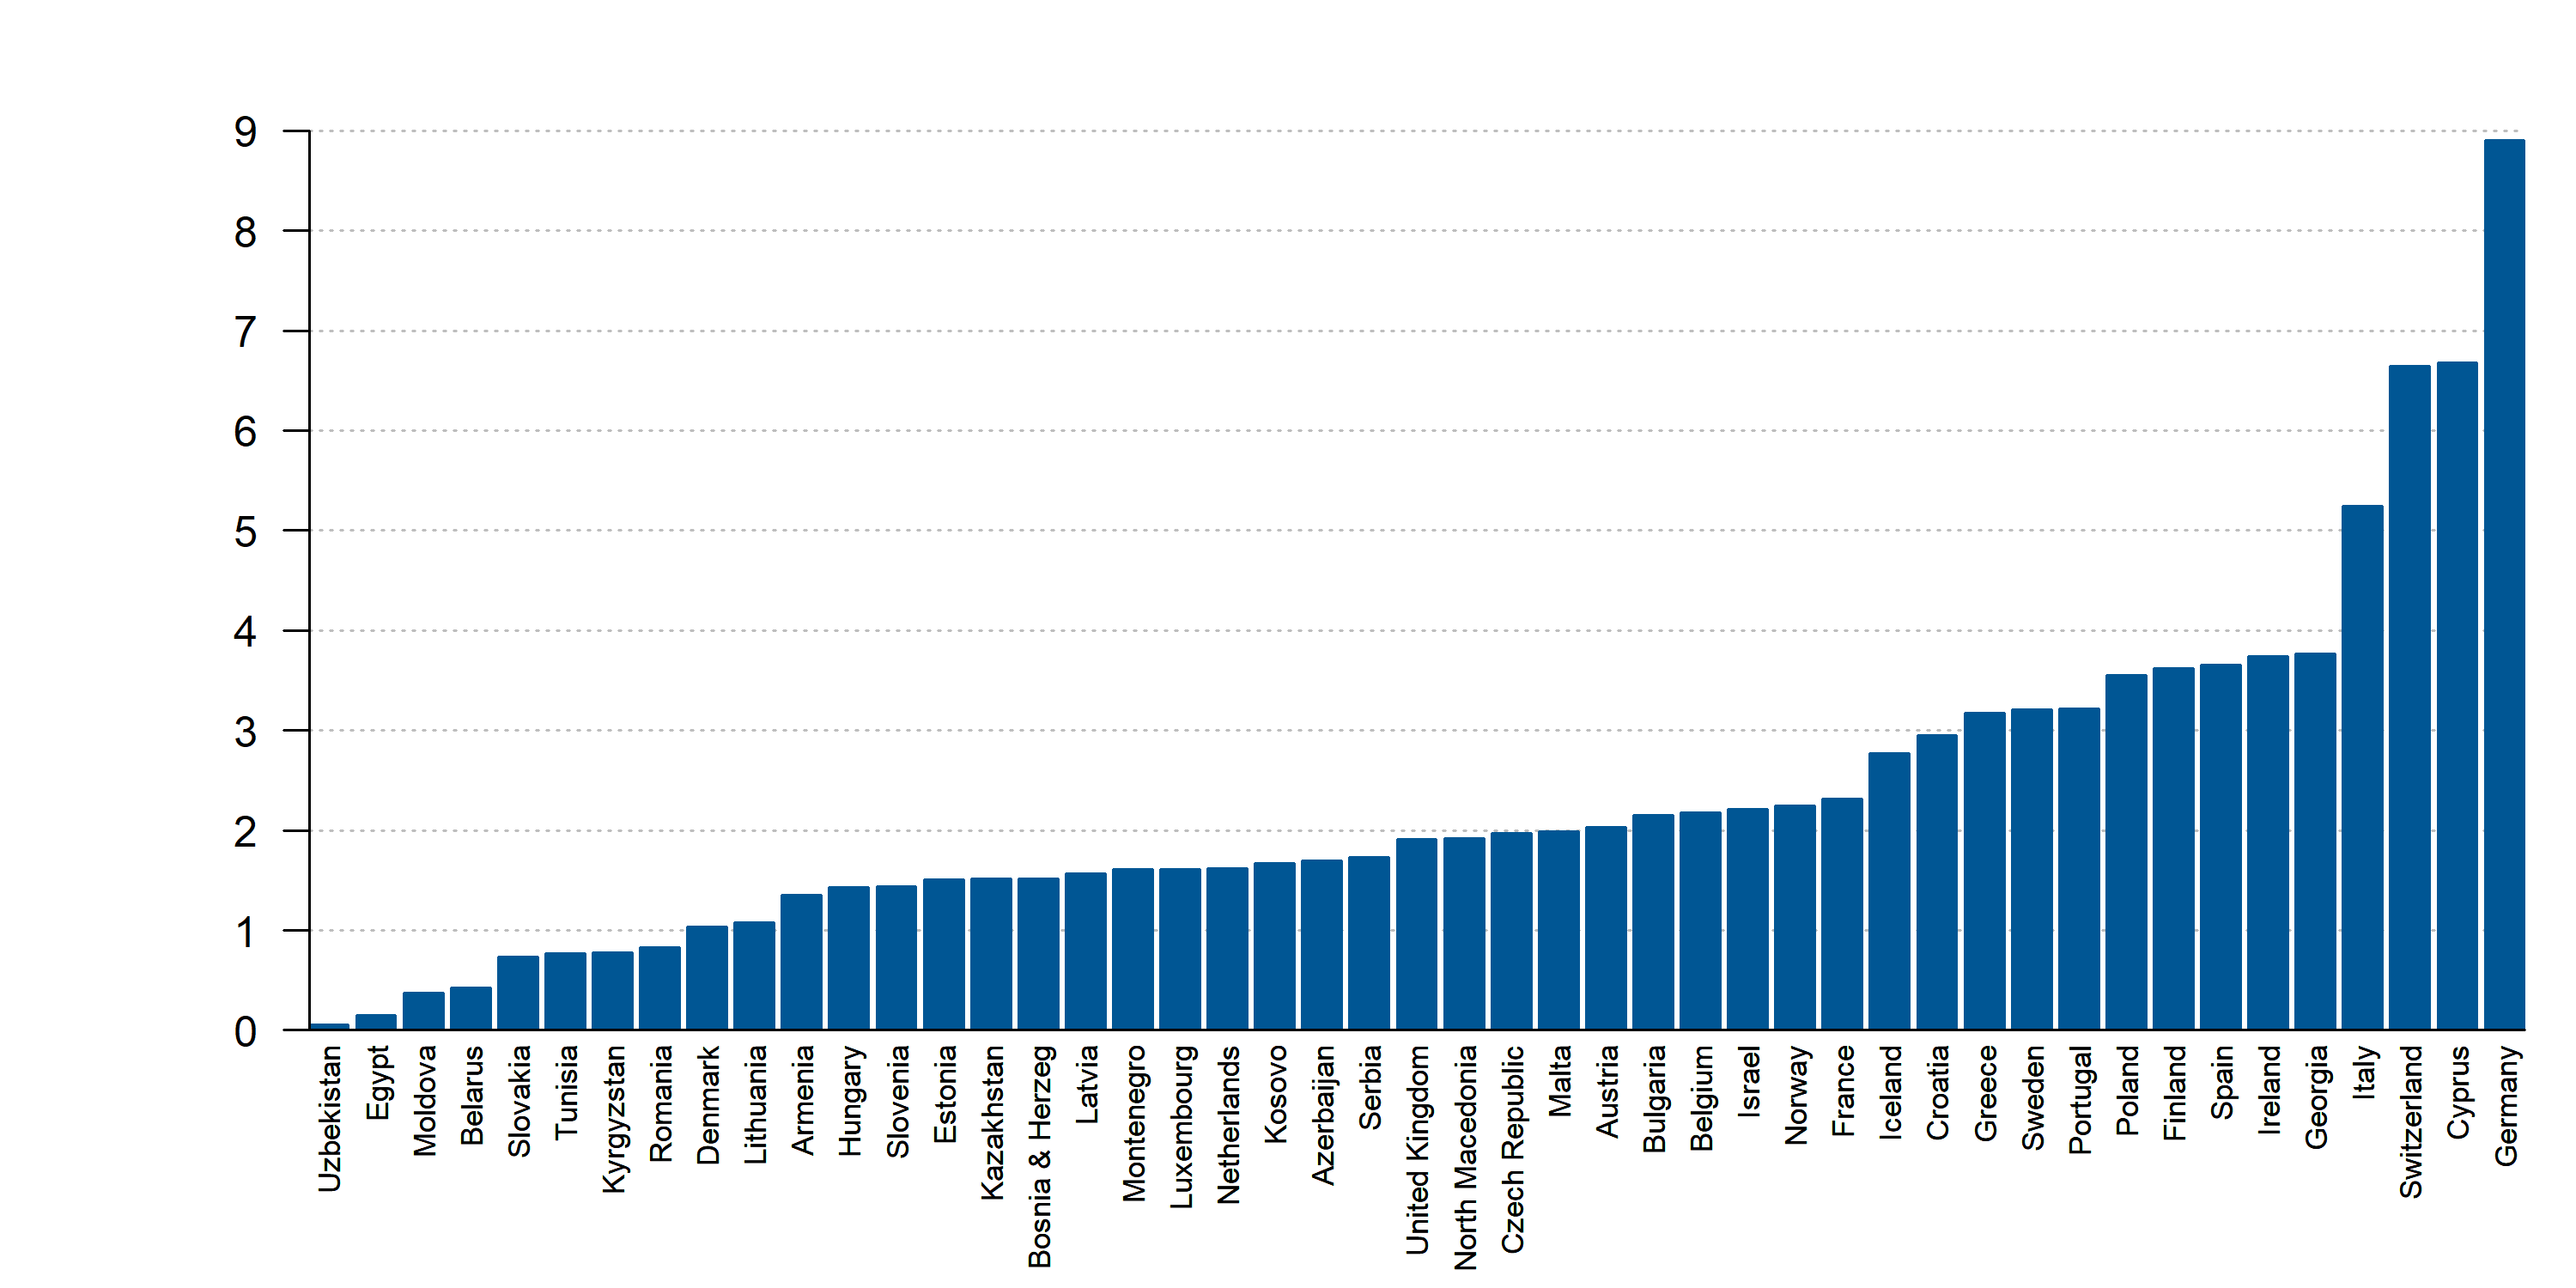 9
8
7
6
5
4
3
2
1
0
Uzbekistan
Egypt
Moldova
Belarus
Slovakia
Tunisia
Kyrgyzstan
Romania
Denmark
Lithuania
Armenia
Hungary
Slovenia
Estonia
Kazakhstan
Bosnia & Herzeg
Latvia
Montenegro
Luxembourg
Netherlands
Kosovo
Azerbaijan
Serbia
United Kingdom
North Macedonia
Czech Republic
Malta
Austria
Bulgaria
Belgium
Israel
Norway
France
Iceland
Croatia
Greece
Sweden
Portugal
Poland
Finland
Spain
Ireland
Georgia
Italy
Switzerland
Cyprus
Germany